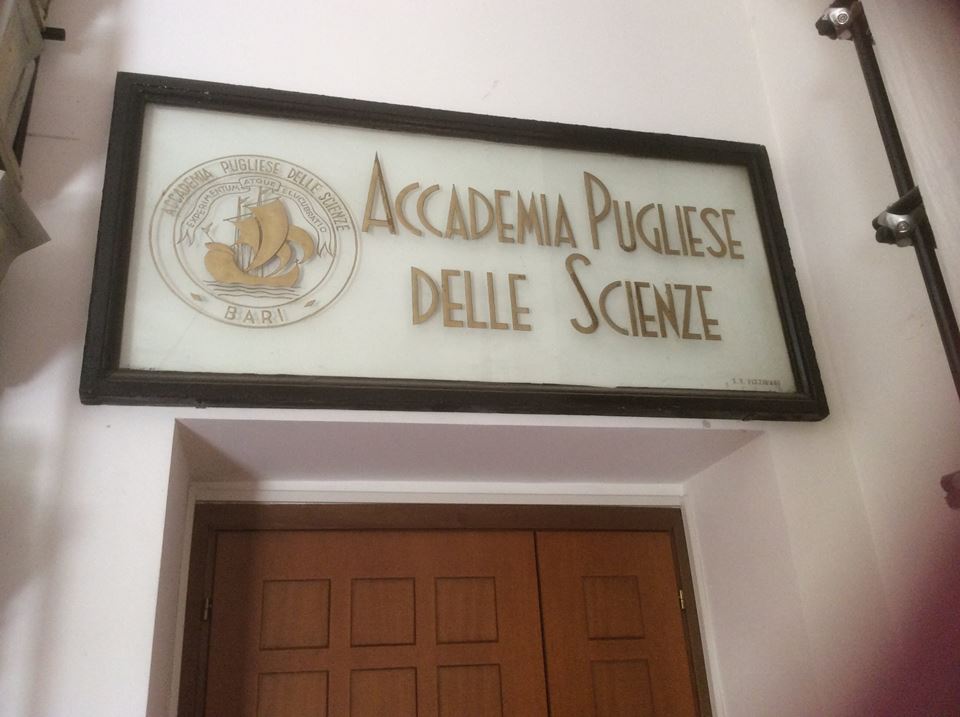 ACCADEMIA PUGLIESE DELLE SCIENZE
EXPERIMENTUM ATQUE ELUCUBRATIO
BARI
ACCADEMIA PUGLIESE
DELLE SCIENZE